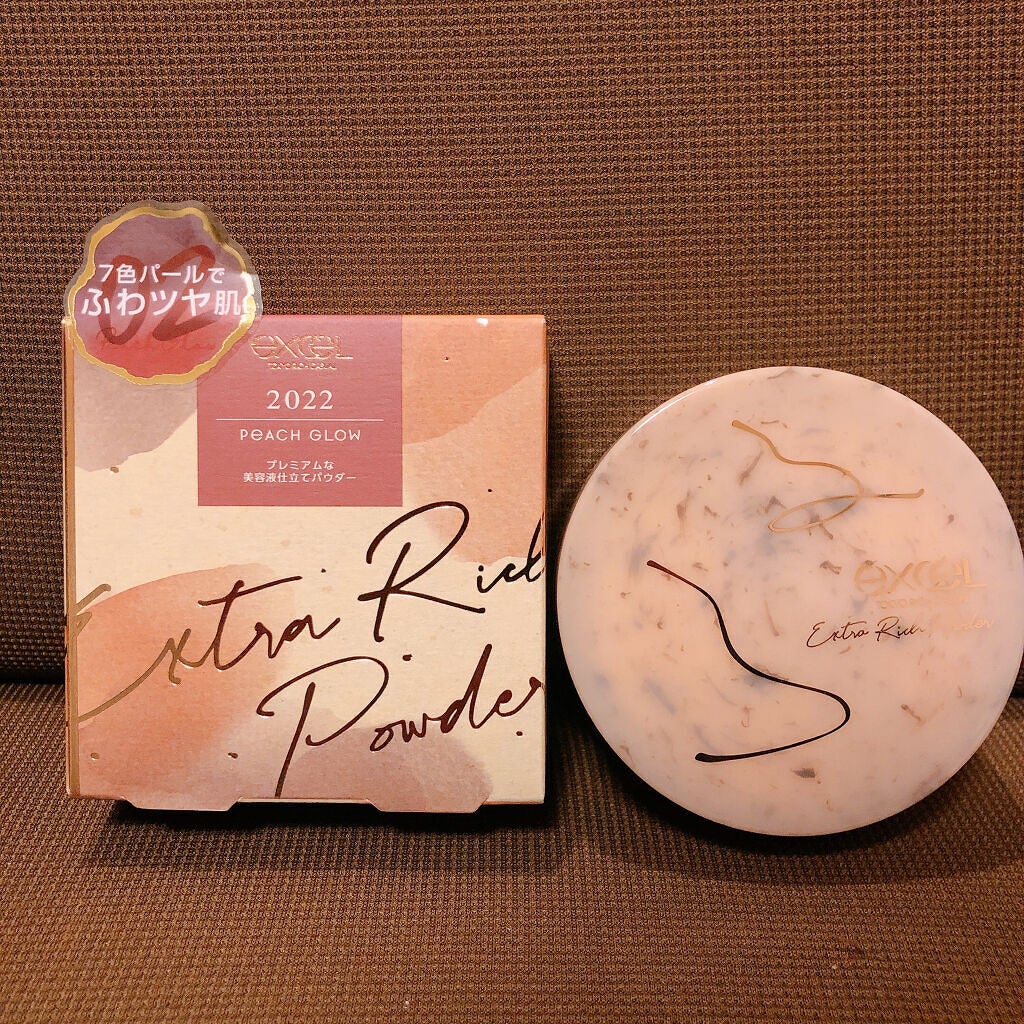 02
7色パールで
ふわツヤ肌
excel
2022
PEACH GLOW
プレミアムな
美容液仕立てパウダー
Extra Rich
Powder
excel
Extra Rich Powder